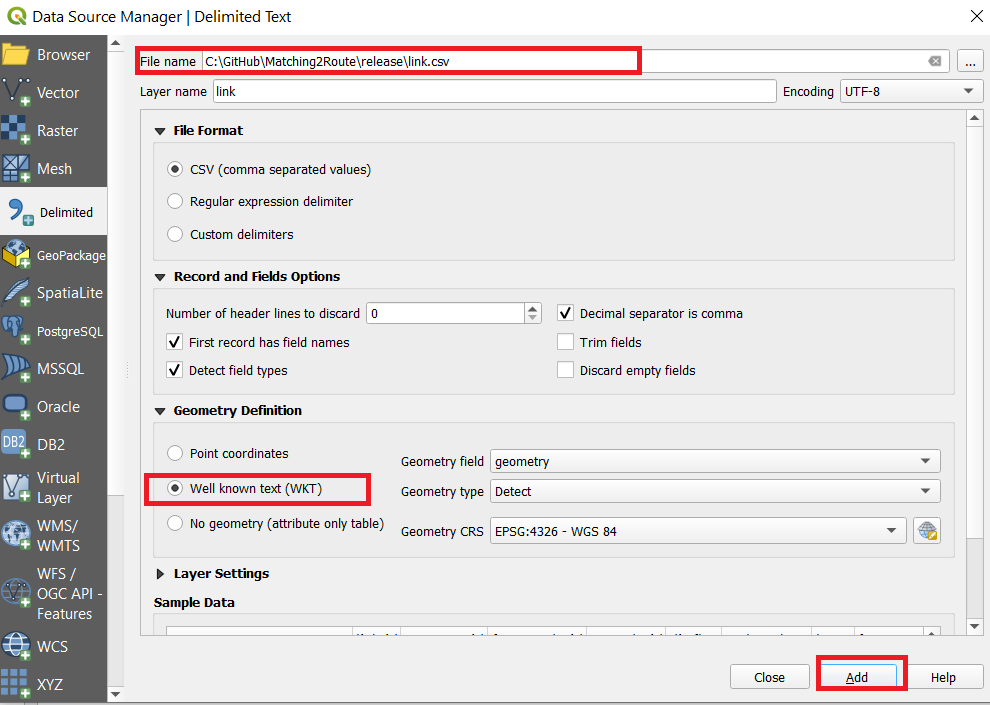 Data Source Manager | Delimited Text
Browser
Vector
Raster
Mesh
Delimited
GeoPackage
SpatiaLite
PostgreSQL
MSSQL
Oracle
DB2
DB2
Virtual
Layer
WMS/
WMTS
WFS /
OGC API -
Features
WCS
XYZ
File name C:\GitHub\Matching2Route\release\link.csv ...
Layer name link Encoding UTF-8
File Format
CSV (comma separated values)
Regular expression delimiter
Custom delimiters
Record and Fields Options
Number of header lines to discard 0 Decimal separator is comma
First record has field names Trim fields
Detect field types Discard empty fields
Geometry Definition
Point coordinates
Geometry field geometry
Well known text (WKT)
Geometry type Detect
No geometry (attribute only table)
Geometry CRS EPSG:4326 - WGS 84
Layer Settings
Sample Data
Close Add Help